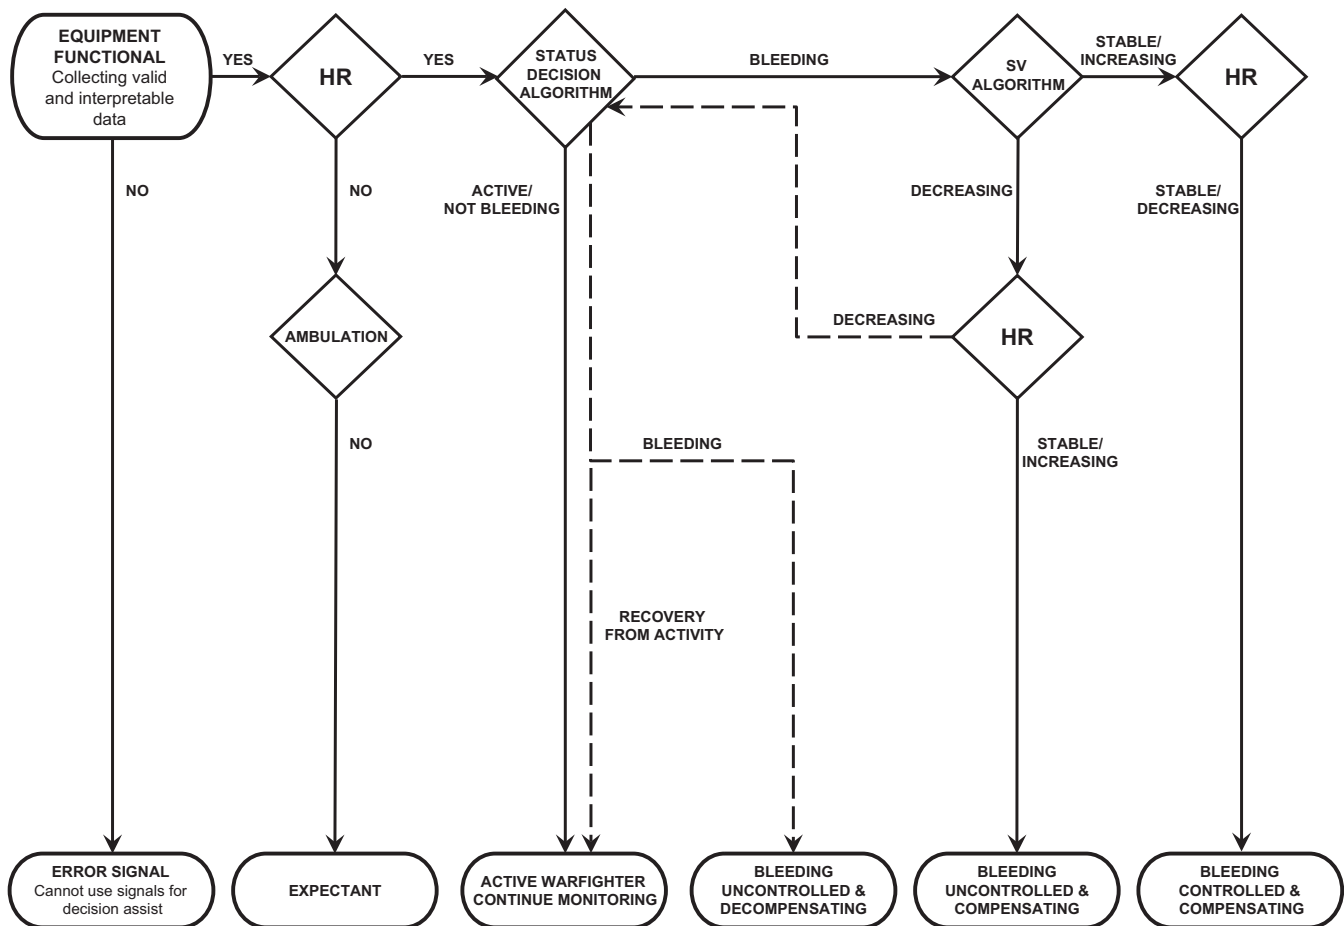 EQUIPMENT
FUNCTIONAL
Collecting valid
and interpretable
data
YES
HR
YES
STATUS
DECISION
ALGORITHM
BLEEDING
SV
ALGORITHM
STABLE/
INCREASING
HR
NO
NO
ACTIVE/
NOT BLEEDING
DECREASING
STABLE/
DECREASING
AMBULATION
DECREASING
HR
NO
BLEEDING
STABLE/
INCREASING
RECOVERY
FROM ACTIVITY
ERROR SIGNAL
Cannot use signals for
decision assist
EXPECTANT
ACTIVE WARFIGHTER
CONTINUE MONITORING
BLEEDING
UNCONTROLLED &
DECOMPENSATING
BLEEDING
UNCONTROLLED &
COMPENSATING
BLEEDING
CONTROLLED &
COMPENSATING